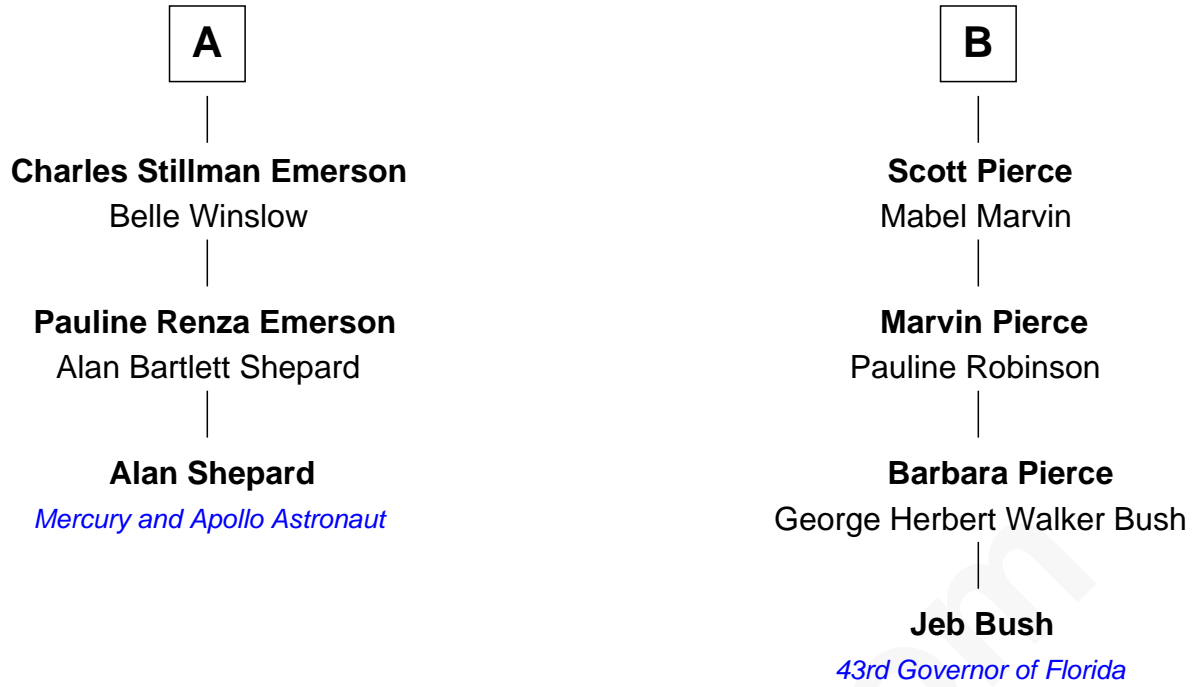 A
Charles Stillman Emerson
Belle Winslow
Pauline Renza Emerson
Alan Bartlett Shepard
Alan Shepard
Mercury and Apollo Astronaut
B
Scott Pierce
Mabel Marvin
Marvin Pierce
Pauline Robinson
Barbara Pierce
George Herbert Walker Bush
Jeb Bush
43rd Governor of Florida